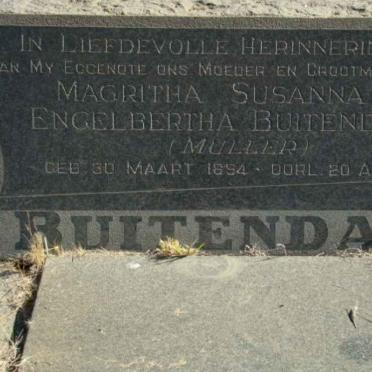 In Liefdevolle Herinnerin
an My Eggenote ons Moeder en Grootm
Magritha Susanna
Engelbertha Buitend
(Muller)
Geb. 30 Maart 1894 - Oorl. 20 A
Buitenda